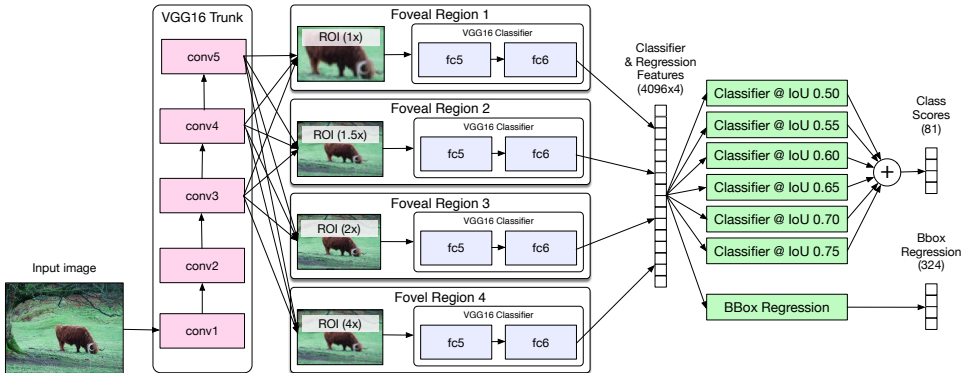 VGG16 Trunk
conv5
conv4
conv3
conv2
conv1
Input image
Foveal Region 1
ROI (1x)
VGG16 Classifier
fc5
fc6
Foveal Region 2
ROI (1.5x)
VGG16 Classifier
fc5
fc6
Foveal Region 3
ROI (2x)
VGG16 Classifier
fc5
fc6
Fovel Region 4
ROI (4x)
VGG16 Classifier
fc5
fc6
Classifier
& Regression
Features
(4096x4)
Classifier @ IoU 0.50
Classifier @ IoU 0.55
Classifier @ IoU 0.60
Classifier @ IoU 0.65
Classifier @ IoU 0.70
Classifier @ IoU 0.75
BBox Regression
+
Class
Scores
(81)
Bbox
Regression
(324)